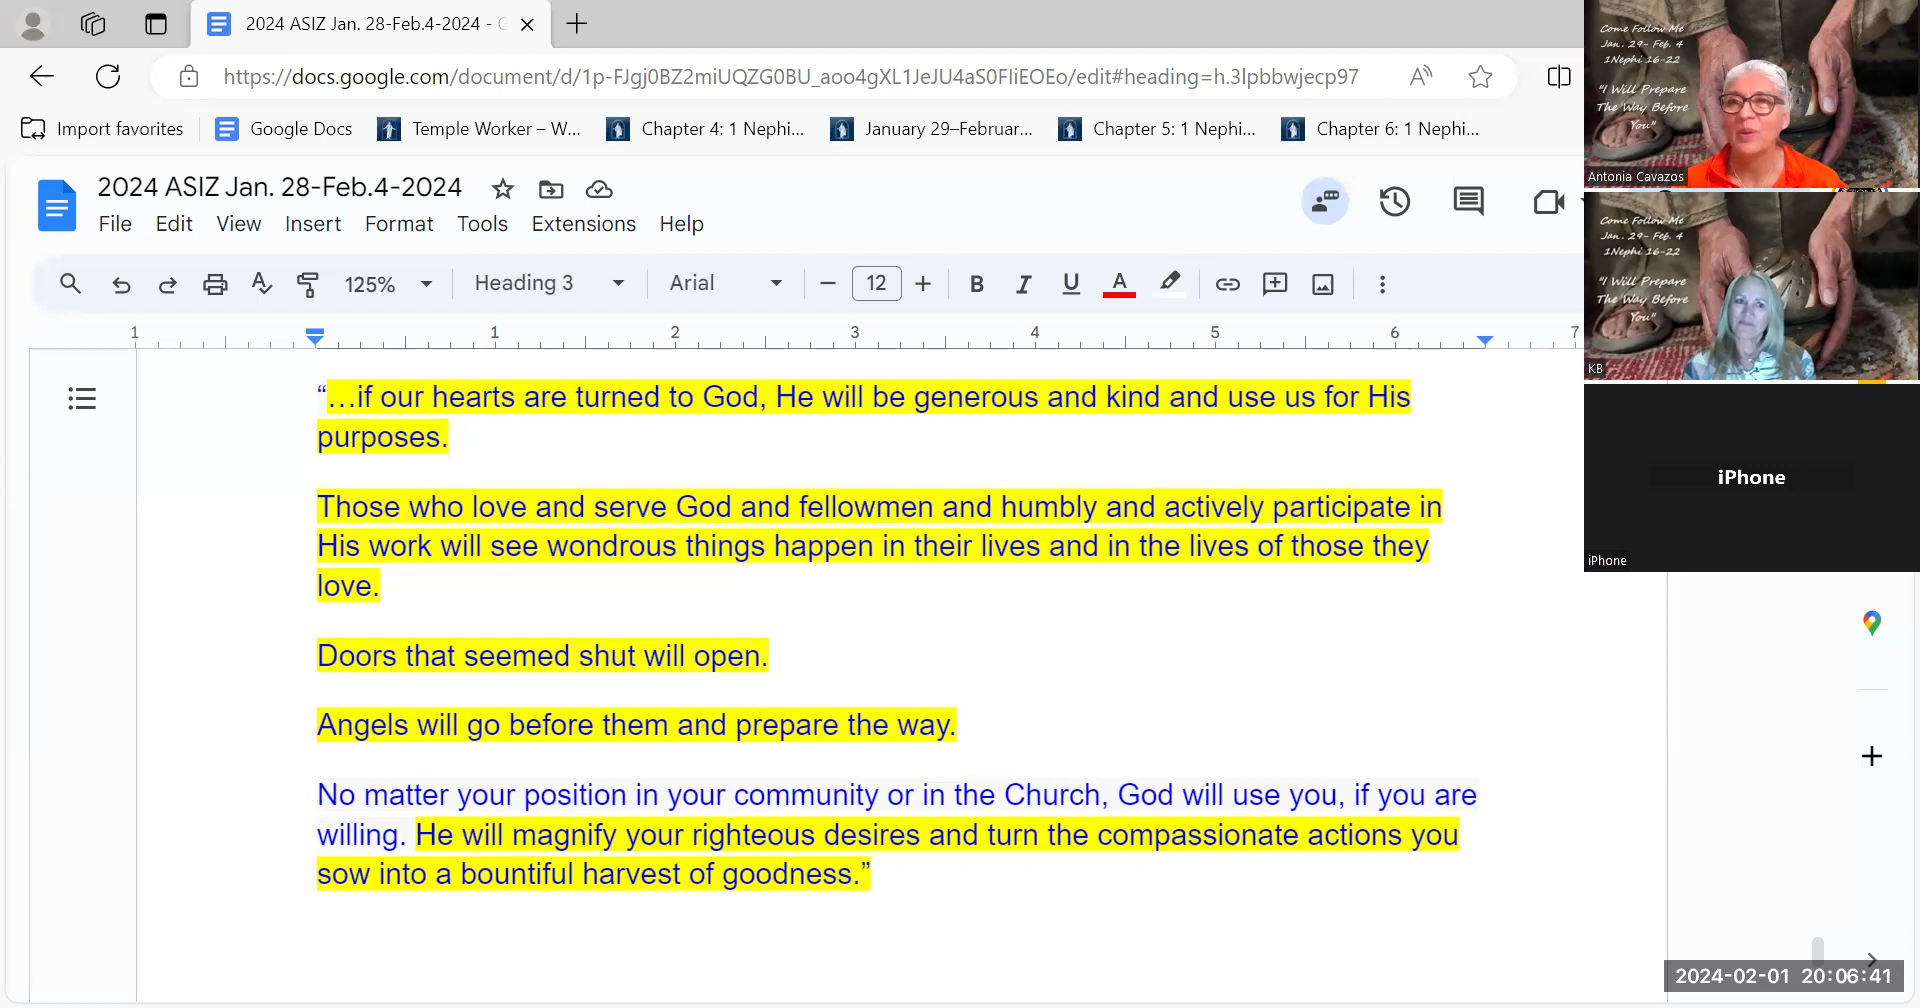 2024 ASIZ Jan. 28-Feb.4-2024 - G
https://docs.google.com/document/d/1p-FJgj0BZ2miUQZG0BU_aoo4gXL1JeJU4aS0FIiEOEo/edit#heading=h.3lpbbwjecp97
Import favorites Google Docs Temple Worker – W... Chapter 4: 1 Nephi... January 29–Februar... Chapter 5: 1 Nephi... Chapter 6: 1 Nephi...
2024 ASIZ Jan. 28-Feb.4-2024
File Edit View Insert Format Tools Extensions Help
125% Heading 3 Arial 12 B I U A
1 1 2 3 4 5 6 7
“…if our hearts are turned to God, He will be generous and kind and use us for His
purposes.
Those who love and serve God and fellowmen and humbly and actively participate in
His work will see wondrous things happen in their lives and in the lives of those they
love.
Doors that seemed shut will open.
Angels will go before them and prepare the way.
No matter your position in your community or in the Church, God will use you, if you are
willing. He will magnify your righteous desires and turn the compassionate actions you
sow into a bountiful harvest of goodness.”
Come Follow Me
Jan. 29- Feb. 4
1Nephi 16-22
"I Will Prepare
The Way Before
You"
Antonia Cavazos
Come Follow Me
Jan. 29- Feb. 4
1Nephi 16-22
"I Will Prepare
The Way Before
You"
KB
iPhone
iPhone
2024-02-01 20:06:41